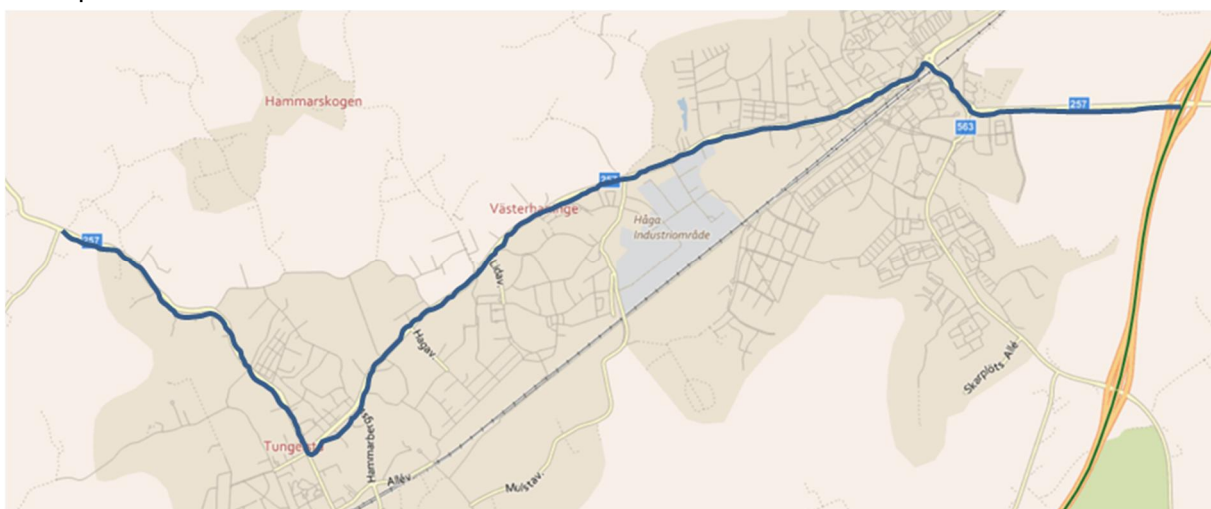 Hammarskogen
257
563
257
Västerhaninge
Håga
Industriområde
257
Lidav.
Hagav.
Skarplöts Allé
Tungelsta
Hammarbergsv.
Allév
Mulstav.